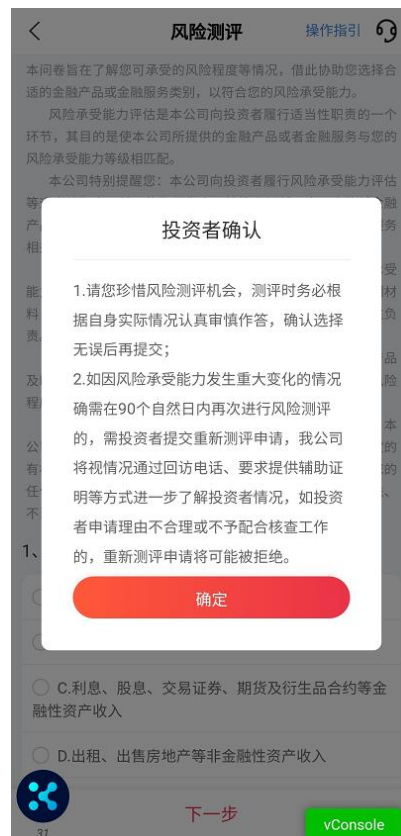 风险测评
操作指引
本问卷旨在了解您可承受的风险程度等情况，借此协助您选择合
适的金融产品或金融服务类别，以符合您的风险承受能力。
风险承受能力评估是本公司向投资者履行适当性职责的一个
环节，其目的是使本公司所提供的金融产品或者金融服务与您的
风险承受能力等级相匹配。
本公司特别提醒您：本公司向投资者履行风险承受能力评估
投资者确认
1.请您珍惜风险测评机会，测评时务必根
据自身实际情况认真审慎作答，确认选择
无误后再提交；
2.如因风险承受能力发生重大变化的情况
确需在90个自然日内再次进行风险测评
的，需投资者提交重新测评申请，我公司
将视情况通过回访电话、要求提供辅助证
明等方式进一步了解投资者情况，如投资
者申请理由不合理或不予配合核查工作
的，重新测评申请将可能被拒绝。
确定
1、
C.利息、股息、交易证券、期货及衍生品合约等金
融性资产收入
D.出租、出售房地产等非金融性资产收入
31
下一步
vConsole